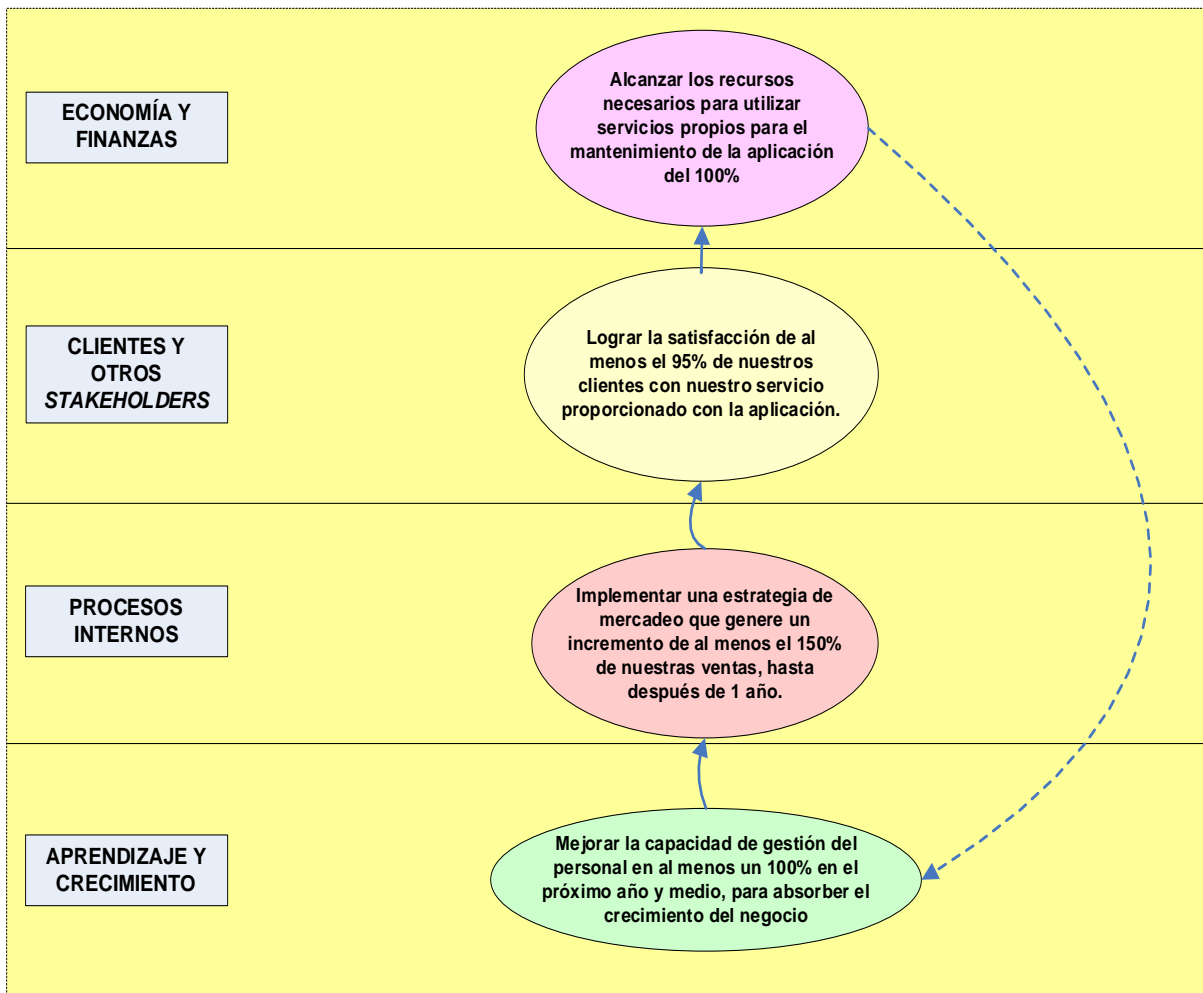 ECONOMÍA Y
FINANZAS
Alcanzar los recursos
necesarios para utilizar
servicios propios para el
mantenimiento de la aplicación
del 100%
CLIENTES Y
OTROS
STAKEHOLDERS
Lograr la satisfacción de al
menos el 95% de nuestros
clientes con nuestro servicio
proporcionado con la aplicación.
PROCESOS
INTERNOS
Implementar una estrategia de
mercadeo que genere un
incremento de al menos el 150%
de nuestras ventas, hasta
después de 1 año.
APRENDIZAJE Y
CRECIMIENTO
Mejorar la capacidad de gestión del
personal en al menos un 100% en el
próximo año y medio, para absorber el
crecimiento del negocio